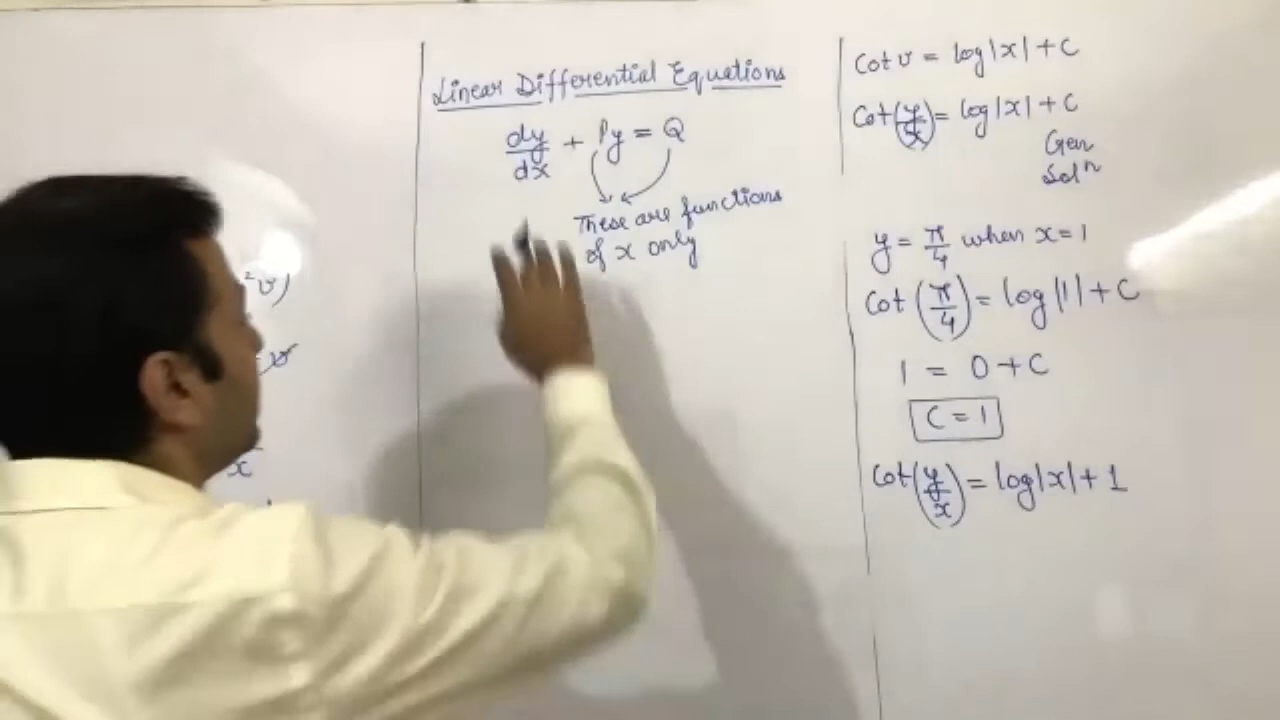 ²v)
x
Linear Differential Equations
dy/dx + Py = Q
These are functions
of x only
Cot v = log|x| + C
Cot(y/x) = log|x| + C
Gen
Solⁿ
y = π/4 when x=1
Cot(π/4) = log|1| + C
1 = 0 + C
C = 1
Cot(y/x) = log|x| + 1